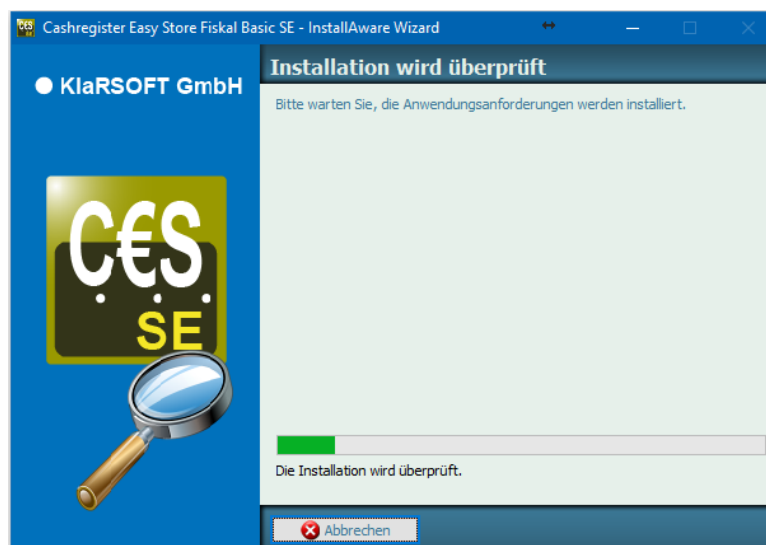 Cashregister Easy Store Fiskal Basic SE - InstallAware Wizard
KlaRSOFT GmbH
Installation wird überprüft
Bitte warten Sie, die Anwendungsanforderungen werden installiert.
C€S
SE
Die Installation wird überprüft.
Abbrechen